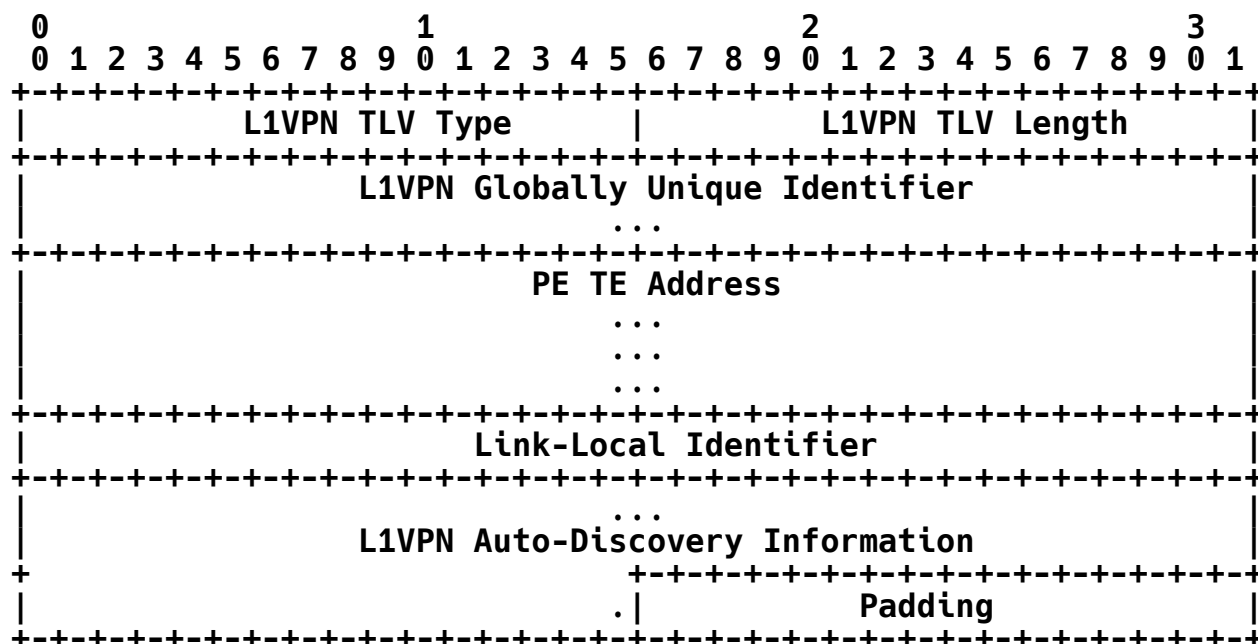 0                   1                   2                   3
 0 1 2 3 4 5 6 7 8 9 0 1 2 3 4 5 6 7 8 9 0 1 2 3 4 5 6 7 8 9 0 1
+-+-+-+-+-+-+-+-+-+-+-+-+-+-+-+-+-+-+-+-+-+-+-+-+-+-+-+-+-+-+-+-+
|           L1VPN TLV Type      |         L1VPN TLV Length      |
+-+-+-+-+-+-+-+-+-+-+-+-+-+-+-+-+-+-+-+-+-+-+-+-+-+-+-+-+-+-+-+-+
|                 L1VPN Globally Unique Identifier              |
|                              ...                              |
+-+-+-+-+-+-+-+-+-+-+-+-+-+-+-+-+-+-+-+-+-+-+-+-+-+-+-+-+-+-+-+-+
|                          PE TE Address                        |
|                              ...                              |
|                              ...                              |
|                              ...                              |
+-+-+-+-+-+-+-+-+-+-+-+-+-+-+-+-+-+-+-+-+-+-+-+-+-+-+-+-+-+-+-+-+
|                       Link-Local Identifier                   |
+-+-+-+-+-+-+-+-+-+-+-+-+-+-+-+-+-+-+-+-+-+-+-+-+-+-+-+-+-+-+-+-+
|                              ...                              |
|                 L1VPN Auto-Discovery Information              |
+                               +-+-+-+-+-+-+-+-+-+-+-+-+-+-+-+-+
|                              .|           Padding             |
+-+-+-+-+-+-+-+-+-+-+-+-+-+-+-+-+-+-+-+-+-+-+-+-+-+-+-+-+-+-+-+-+